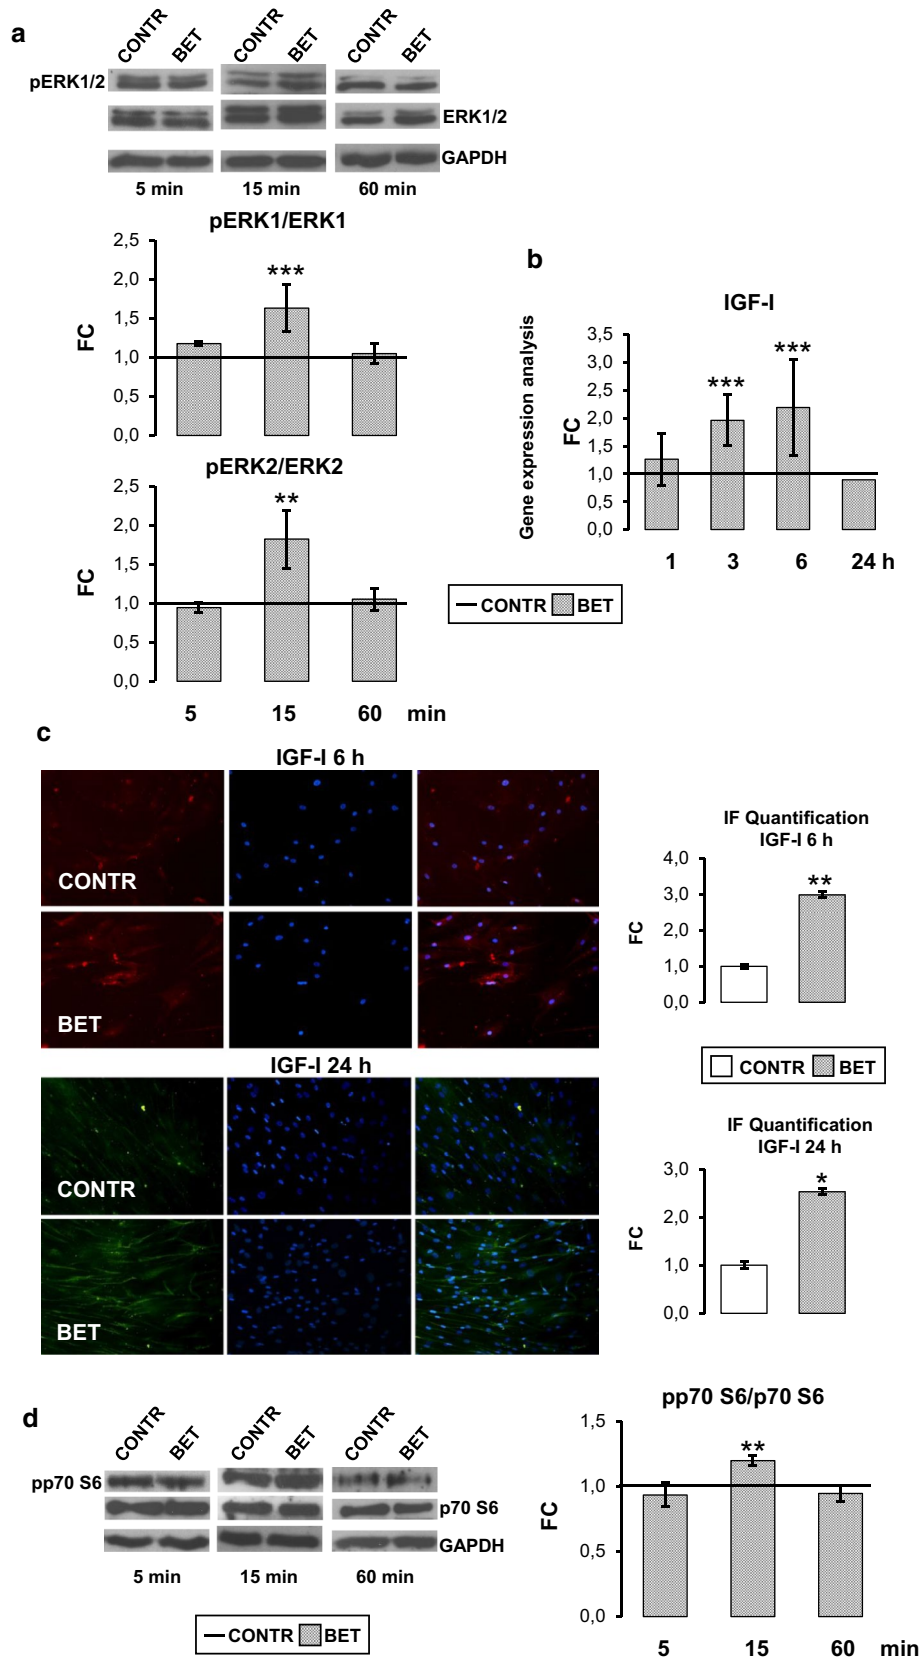 a
CONTR BET CONTR BET CONTR BET
pERK1/2
ERK1/2
GAPDH
5 min 15 min 60 min
pERK1/ERK1
2,5
2,0
1,5
1,0
0,5
0,0
FC
***
pERK2/ERK2
2,5
2,0
1,5
1,0
0,5
0,0
FC
**
5 15 60 min
b
IGF-I
Gene expression analysis
FC
3,5
3,0
2,5
2,0
1,5
1,0
0,5
0,0
*** ***
1 3 6 24 h
CONTR BET
c
IGF-I 6 h
CONTR
BET
IGF-I 24 h
CONTR
BET
IF Quantification
IGF-I 6 h
4,0
3,0
2,0
1,0
0,0
FC
**
CONTR BET
IF Quantification
IGF-I 24 h
3,0
2,0
1,0
0,0
FC
*
d
CONTR BET CONTR BET CONTR BET
pp70 S6
p70 S6
GAPDH
5 min 15 min 60 min
CONTR BET
pp70 S6/p70 S6
1,5
1,0
0,5
0,0
FC
**
5 15 60 min